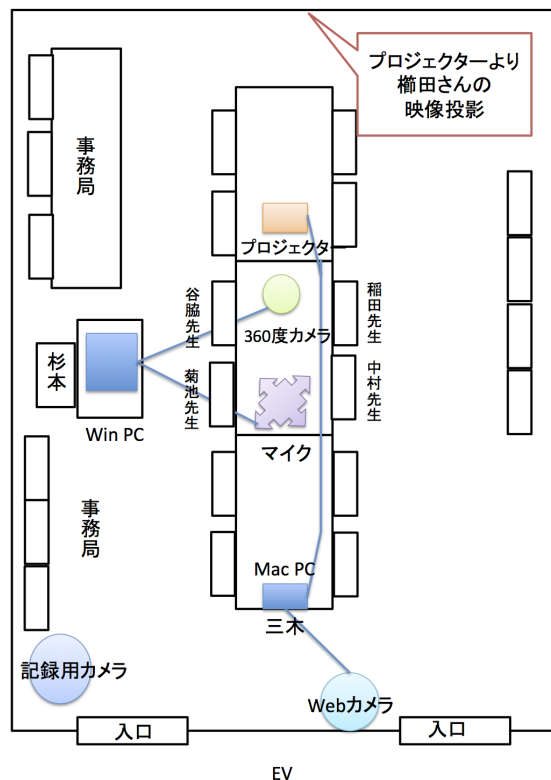 プロジェクターより
櫛田さんの
映像投影
事務局
プロジェクター
谷脇先生
360度カメラ
稲田先生
杉本
菊池先生
中村先生
Win PC
マイク
事務局
Mac PC
三木
記録用カメラ
Webカメラ
入口
入口
EV